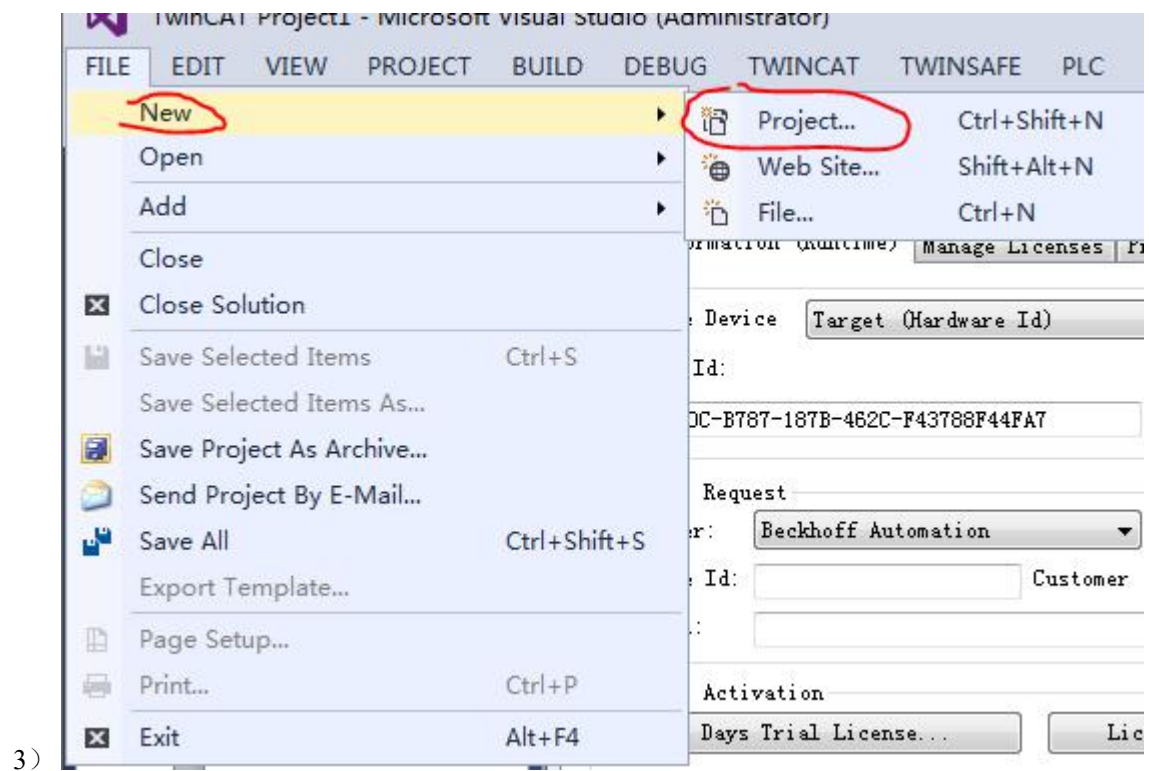 TwinCAT Project1 - Microsoft Visual Studio (Administrator)
FILE EDIT VIEW PROJECT BUILD DEBUG TWINCAT TWINSAFE PLC
New
Project... Ctrl+Shift+N
Open
Web Site... Shift+Alt+N
Add
File... Ctrl+N
(Runtime) Manage Licenses
Close
Close Solution
Device Target (Hardware Id)
Save Selected Items Ctrl+S
Id:
Save Selected Items As...
C-B787-187B-462C-F43788F44FA7
Save Project As Archive...
Send Project By E-Mail...
Request
Save All Ctrl+Shift+S
Beckhoff Automation
Export Template...
Id: Customer
Page Setup...
Print... Ctrl+P
Activation
Exit Alt+F4
Days Trial License...
3）